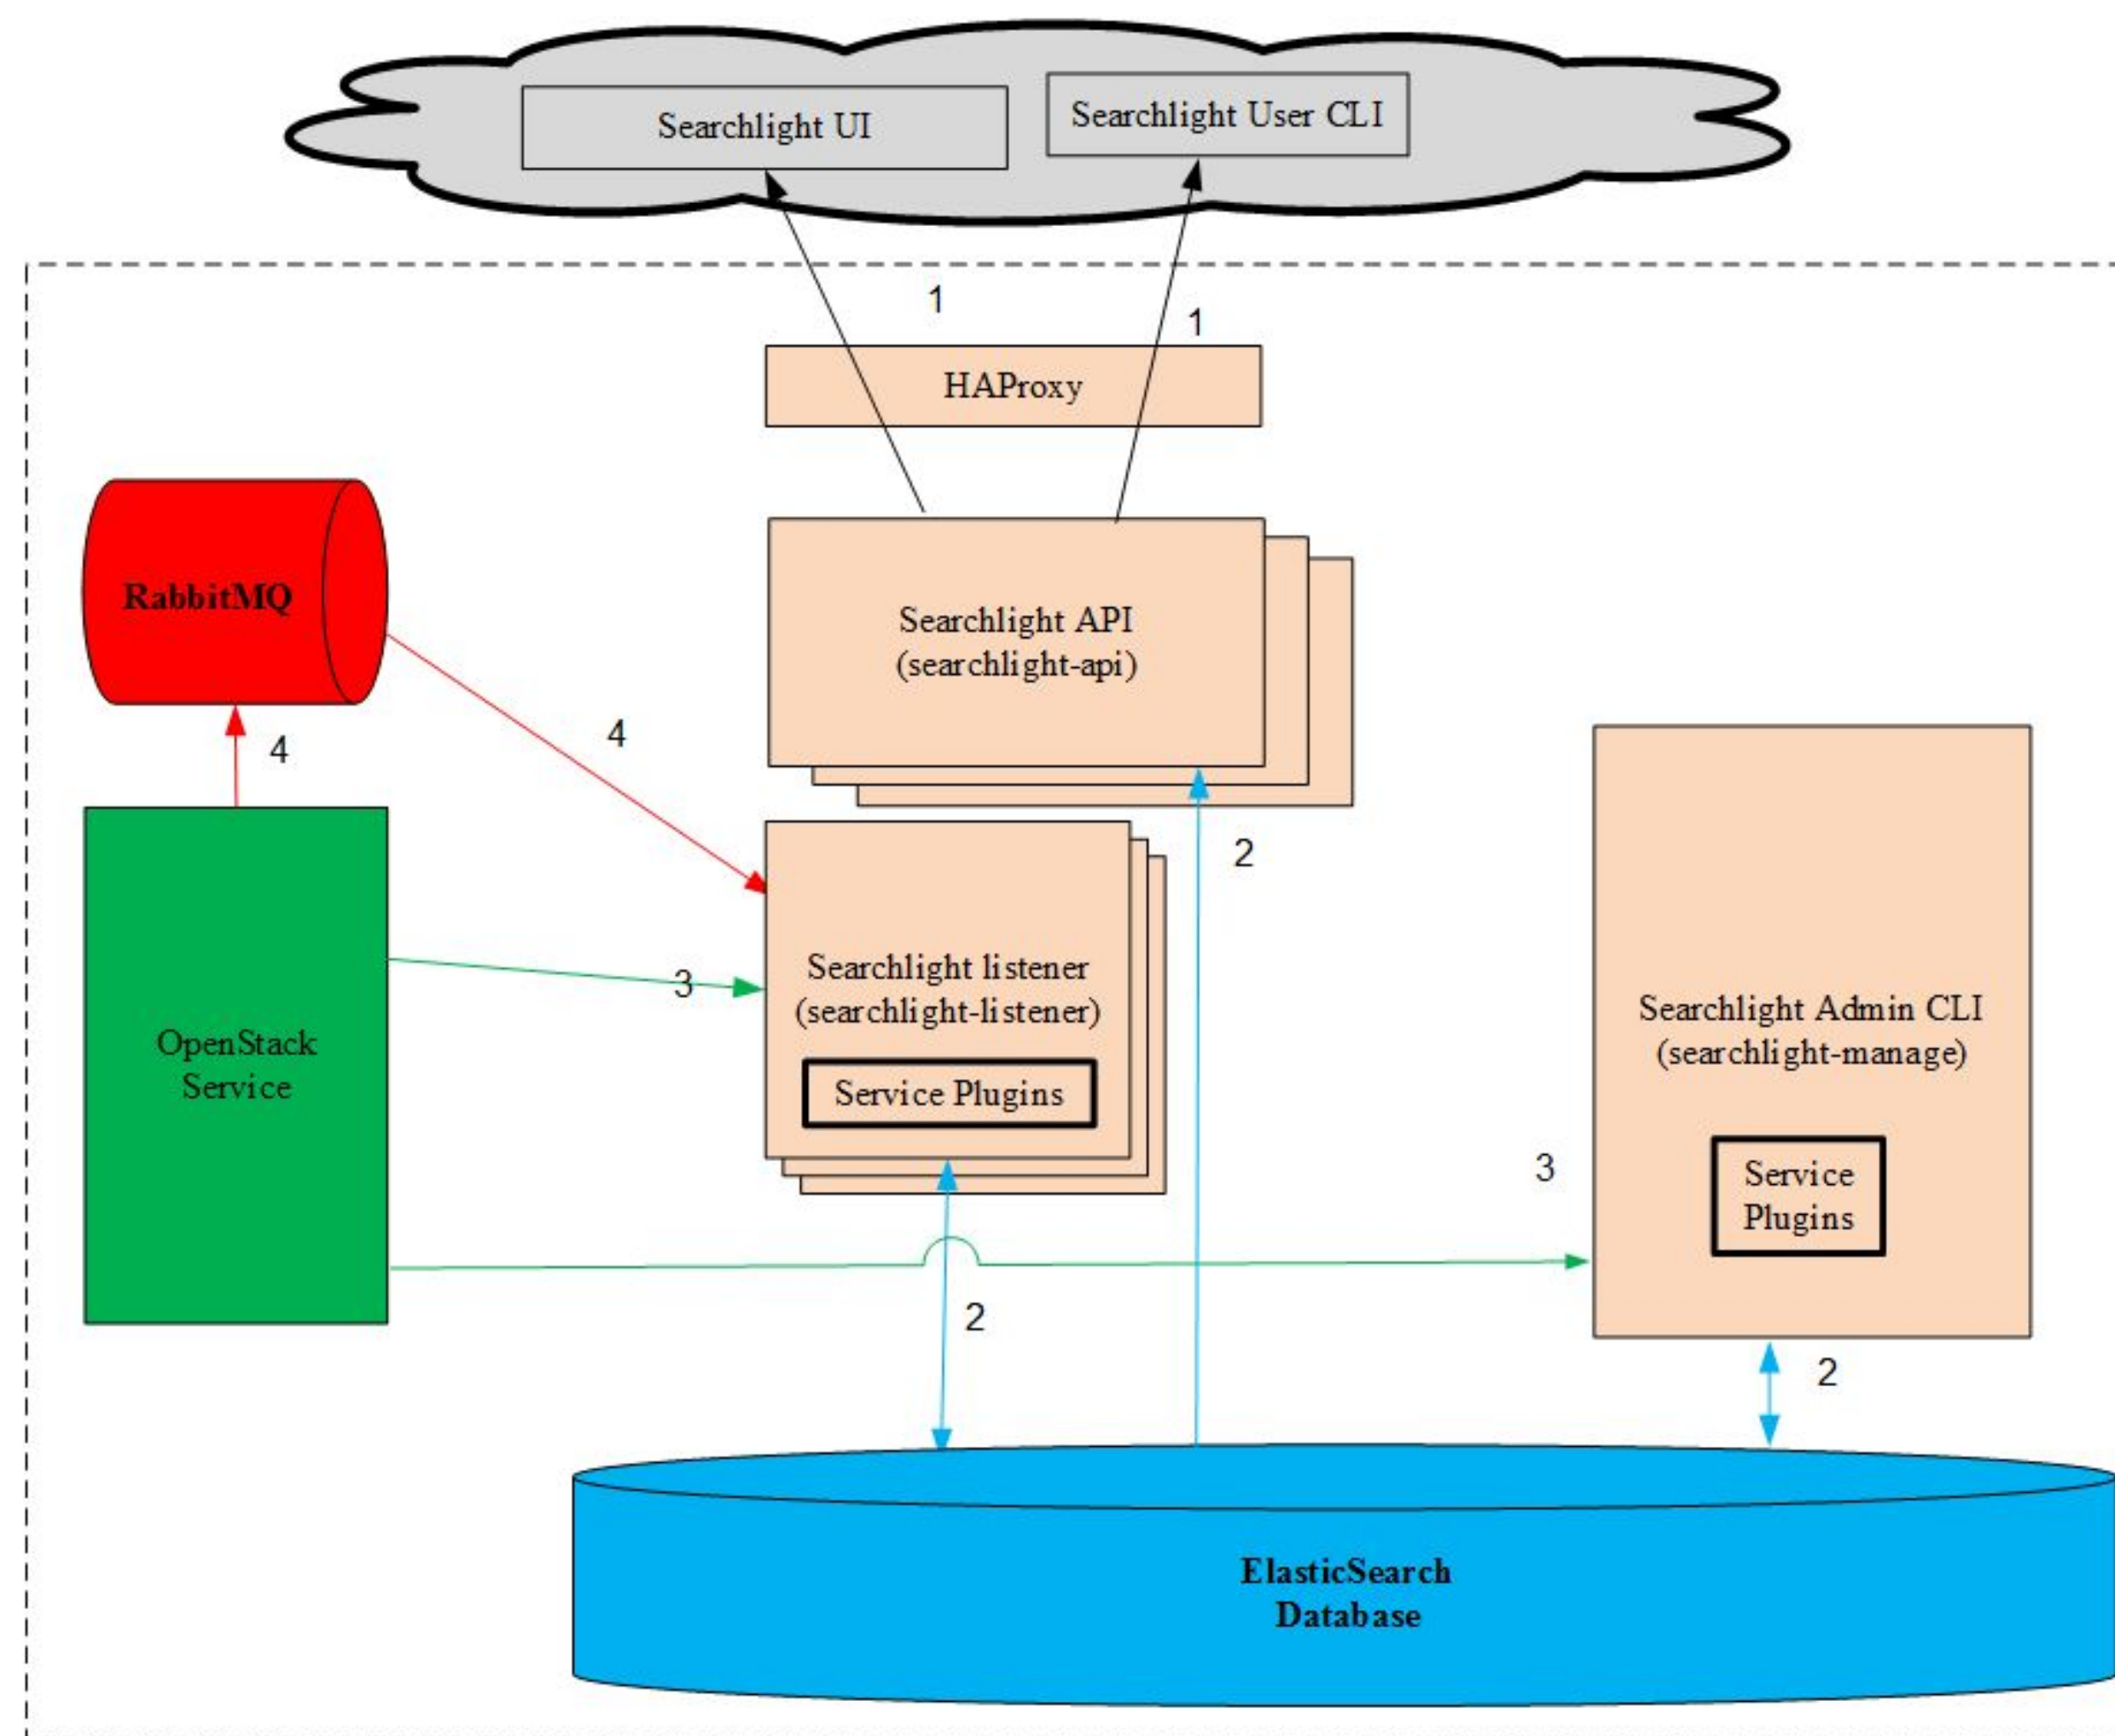 Searchlight UI
Searchlight User CLI
1
1
HAProxy
RabbitMQ
Searchlight API
(searchlight-api)
4
4
2
Searchlight listener
(searchlight-listener)
Service Plugins
3
OpenStack
Service
Searchlight Admin CLI
(searchlight-manage)
Service
Plugins
3
2
2
ElasticSearch
Database